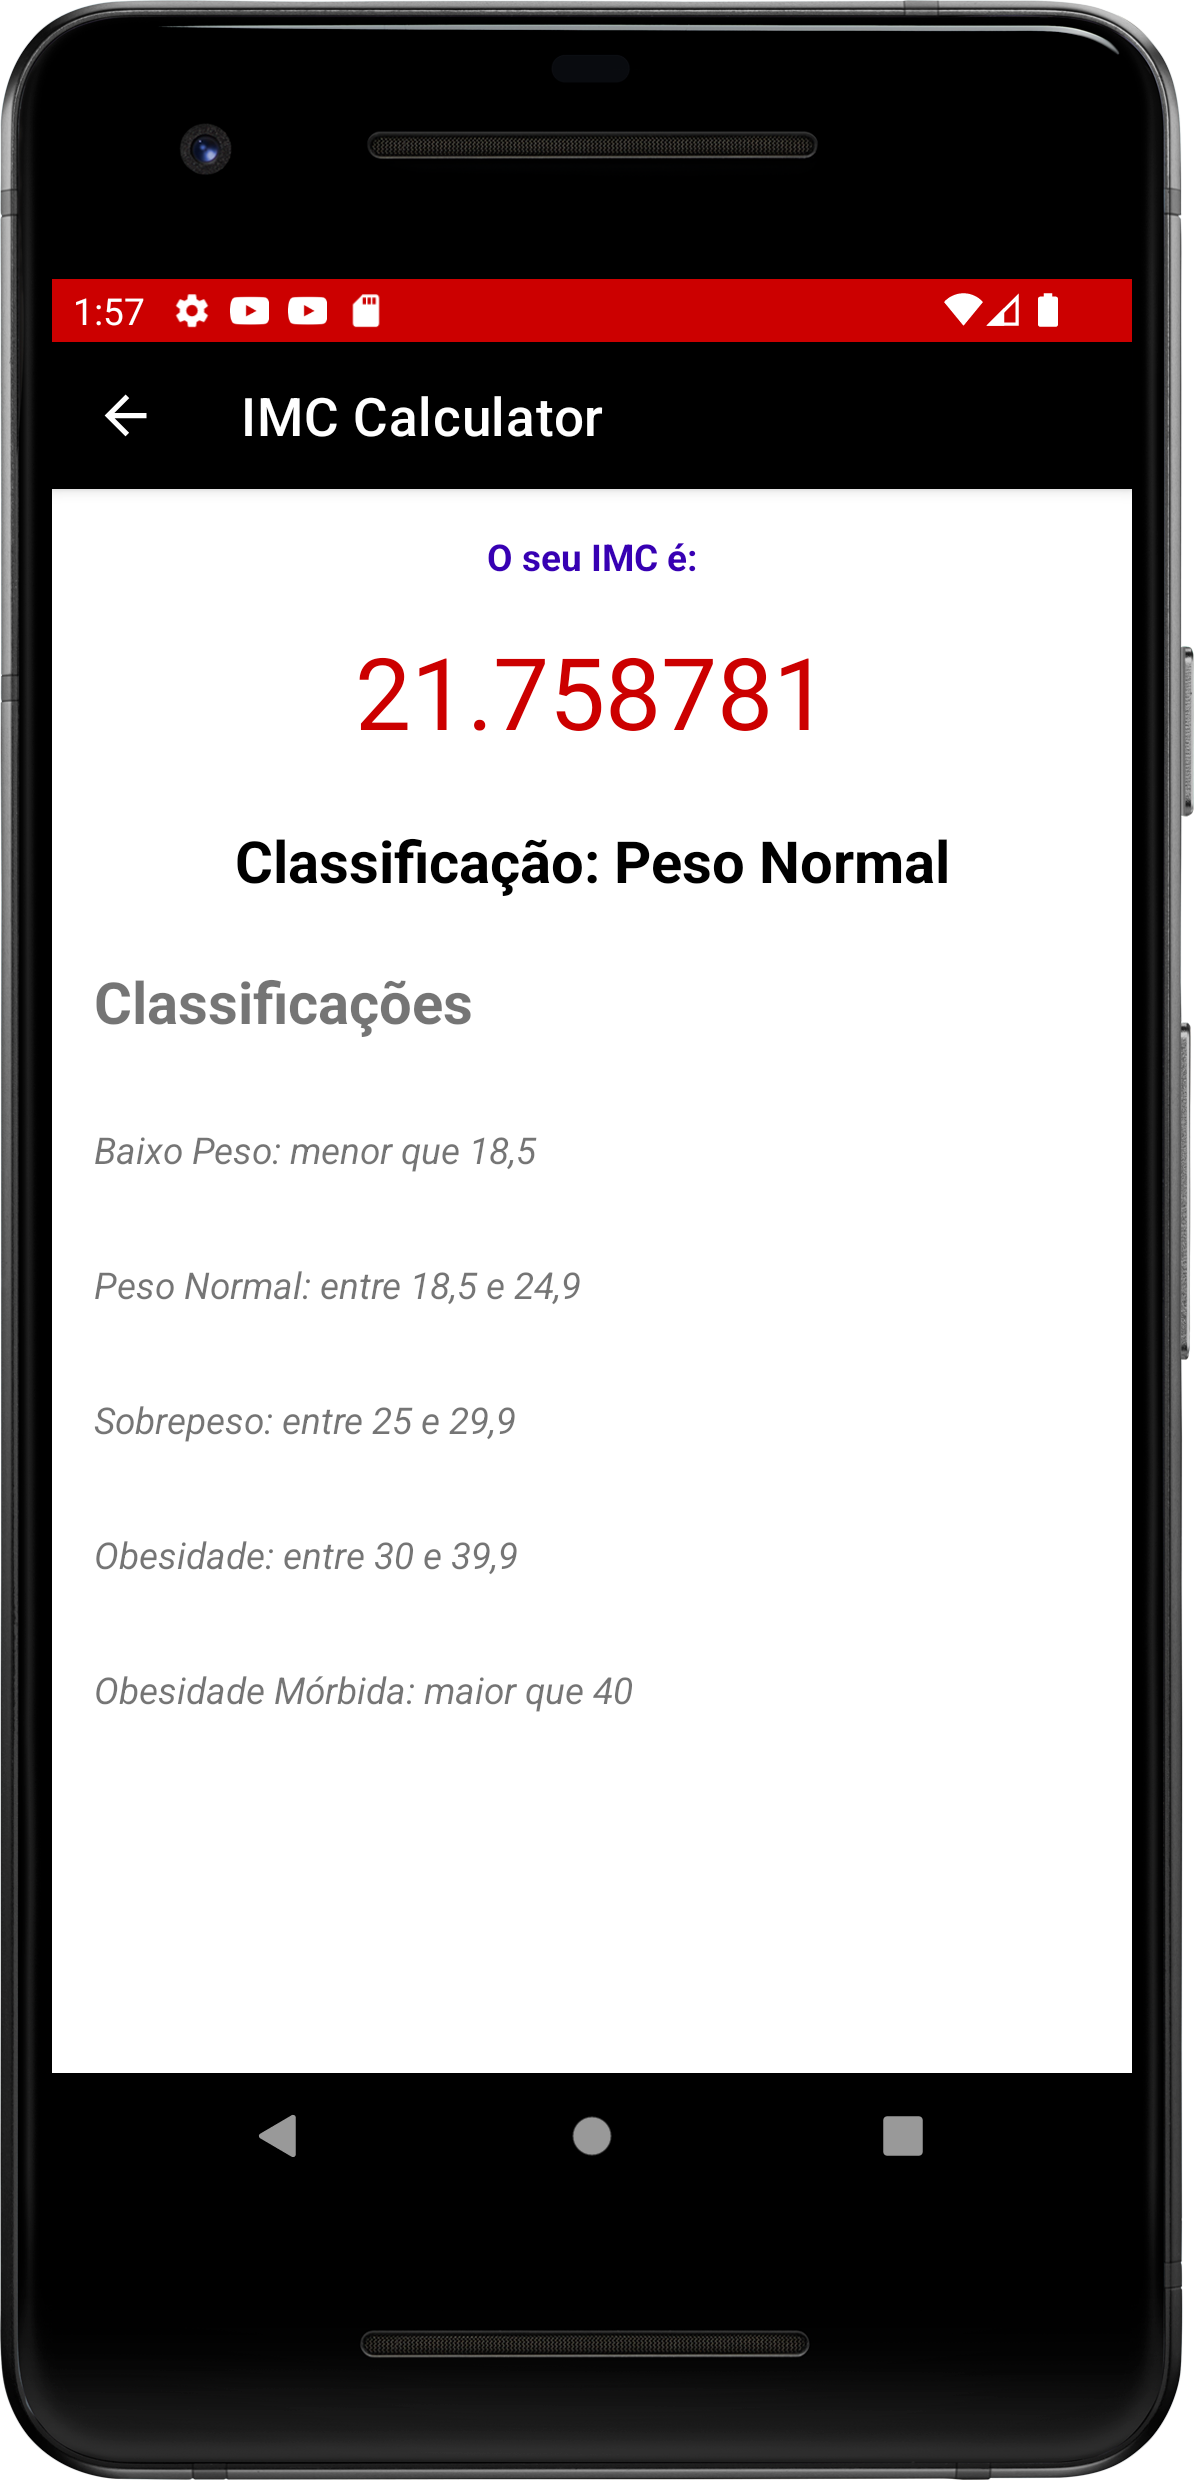 1:57
IMC Calculator
O seu IMC é:
21.758781
Classificação: Peso Normal
Classificações
Baixo Peso: menor que 18,5
Peso Normal: entre 18,5 e 24,9
Sobrepeso: entre 25 e 29,9
Obesidade: entre 30 e 39,9
Obesidade Mórbida: maior que 40